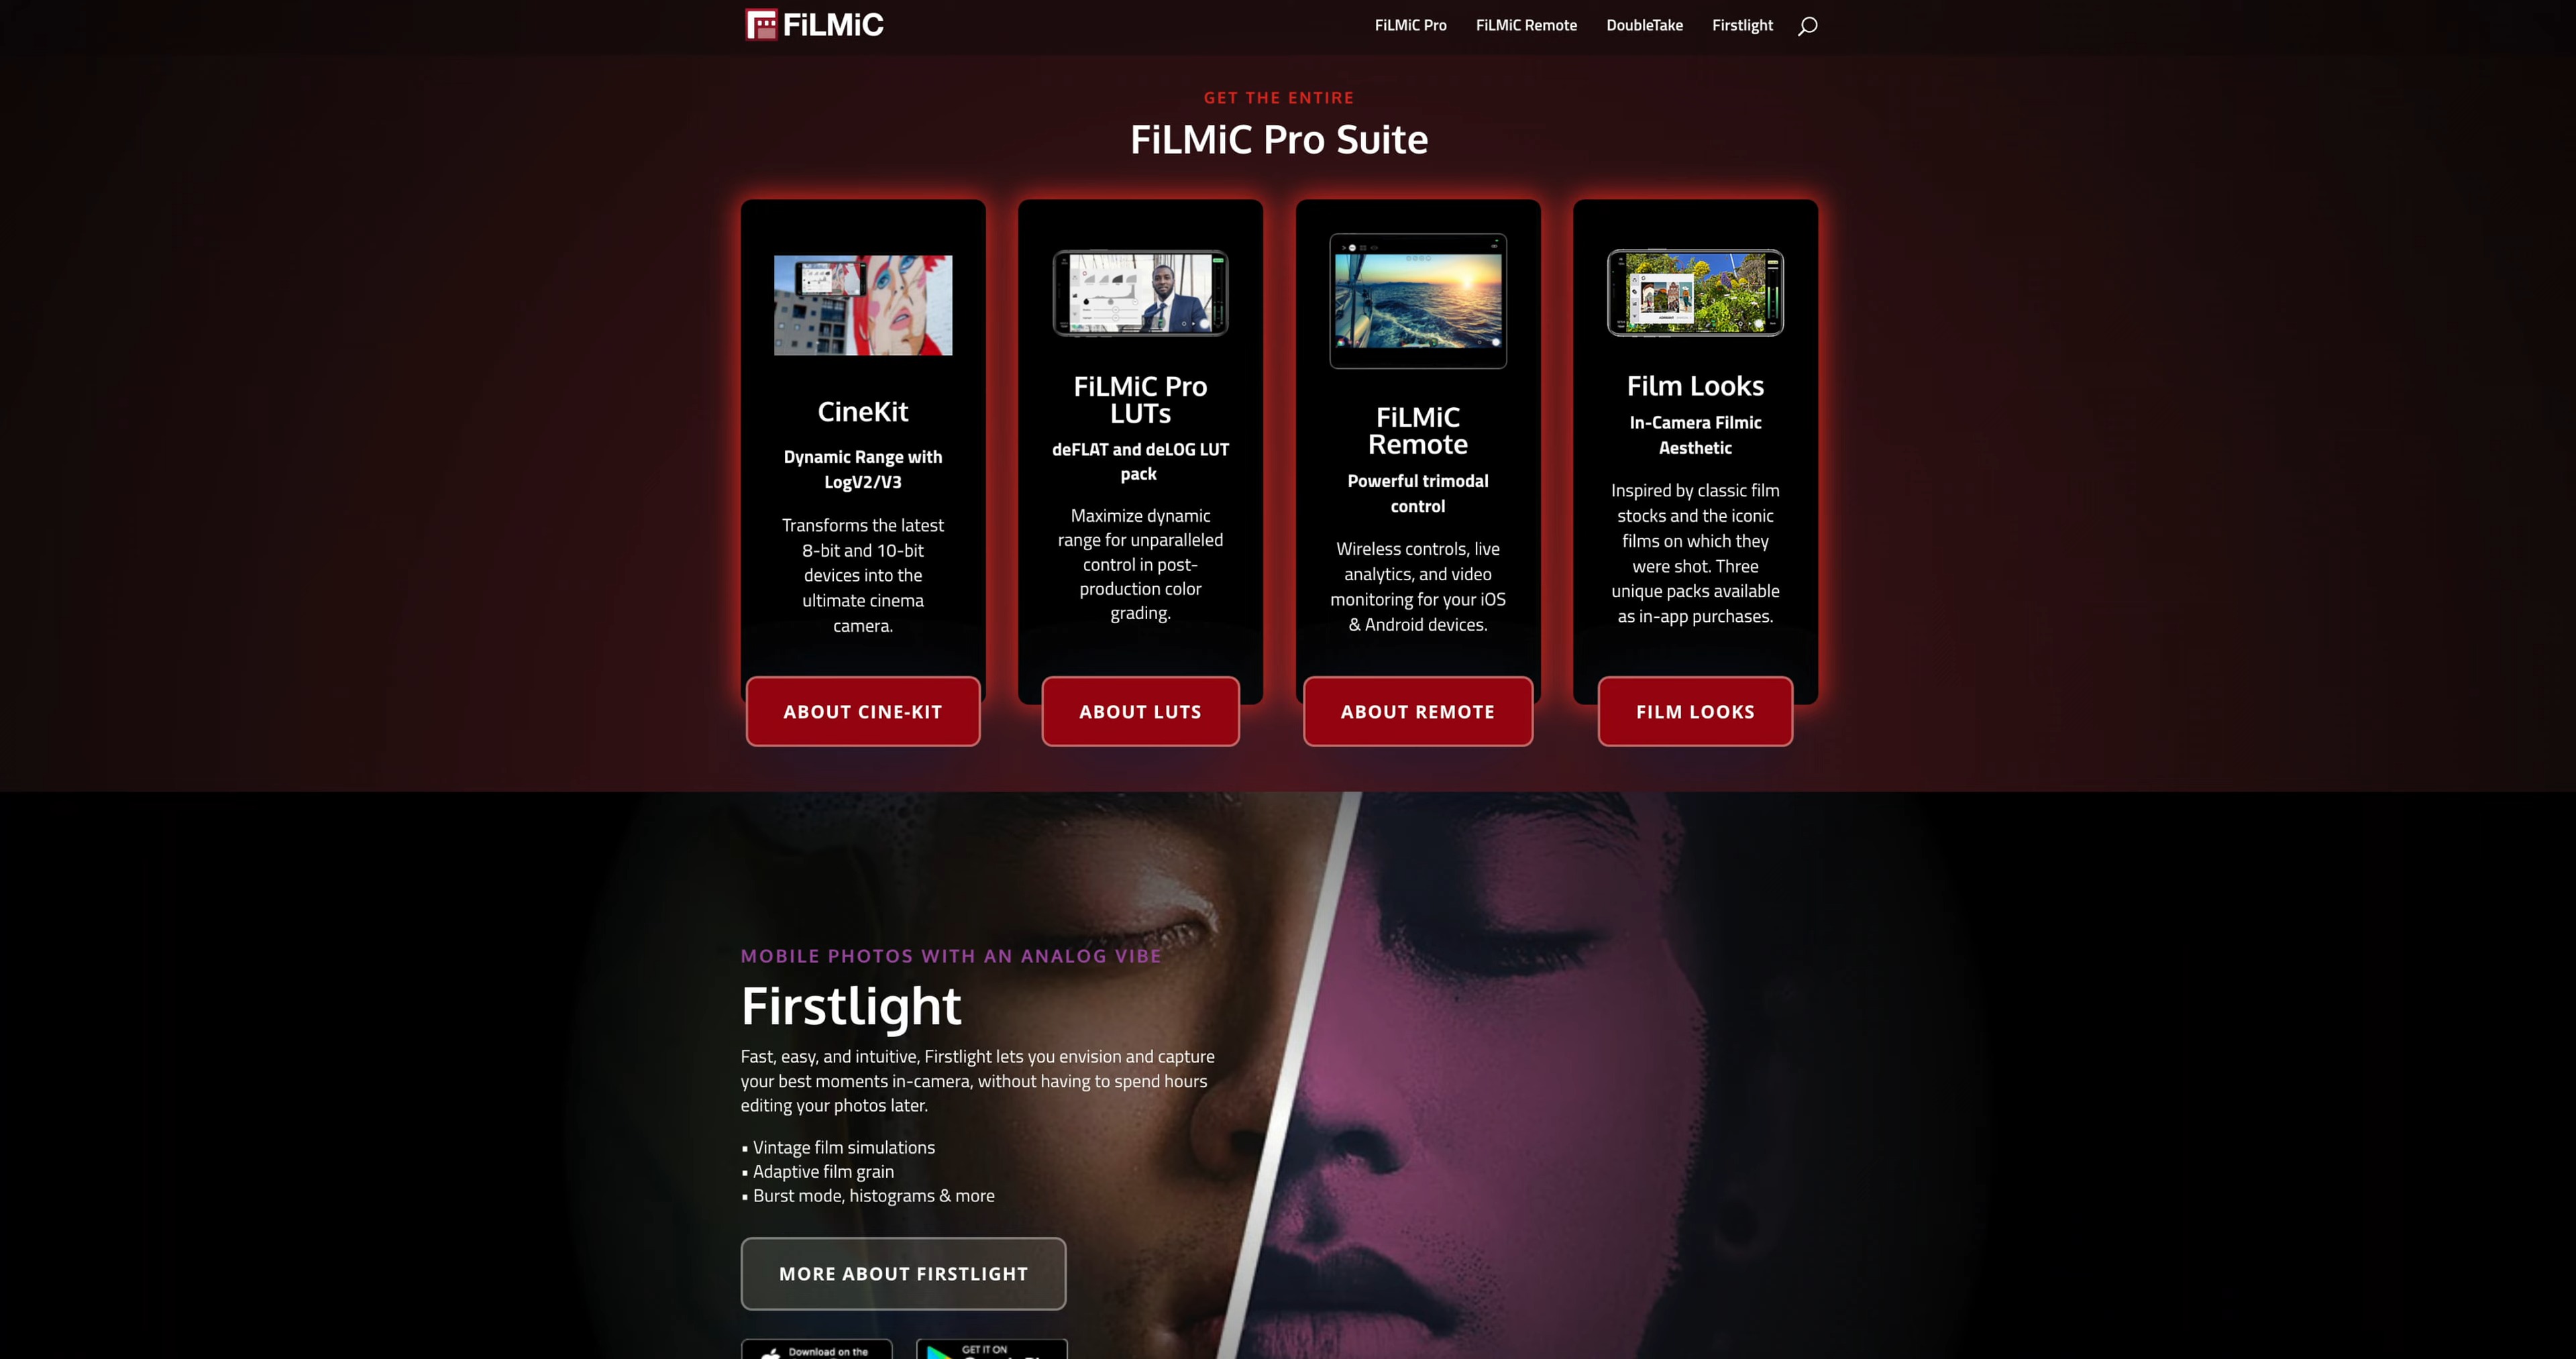 FiLMiC
FiLMiC Pro
FiLMiC Remote
DoubleTake
Firstlight
GET THE ENTIRE
FiLMiC Pro Suite
CineKit
Dynamic Range with
LogV2/V3
Transforms the latest
8-bit and 10-bit
devices into the
ultimate cinema
camera.
ABOUT CINE-KIT
FiLMiC Pro
LUTs
deFLAT and deLOG LUT
pack
Maximize dynamic
range for unparalleled
control in post-
production color
grading.
ABOUT LUTS
FiLMiC
Remote
Powerful trimodal
control
Wireless controls, live
analytics, and video
monitoring for your iOS
& Android devices.
ABOUT REMOTE
Film Looks
In-Camera Filmic
Aesthetic
Inspired by classic film
stocks and the iconic
films on which they
were shot. Three
unique packs available
as in-app purchases.
FILM LOOKS
MOBILE PHOTOS WITH AN ANALOG VIBE
Firstlight
Fast, easy, and intuitive, Firstlight lets you envision and capture
your best moments in-camera, without having to spend hours
editing your photos later.
▪ Vintage film simulations
▪ Adaptive film grain
▪ Burst mode, histograms & more
MORE ABOUT FIRSTLIGHT
Download on the
GET IT ON